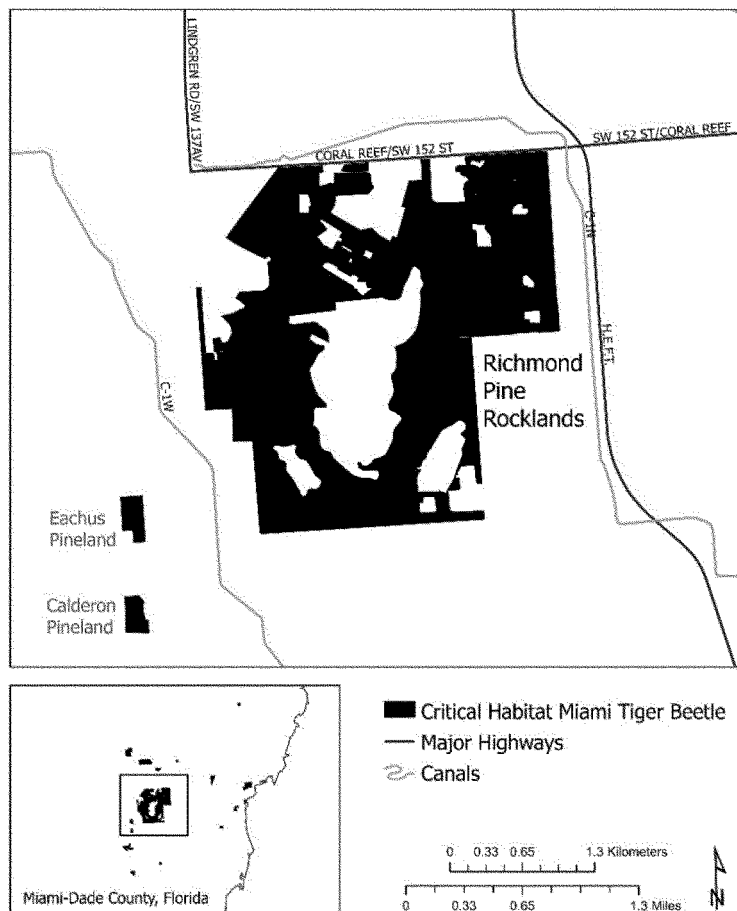 LINDGREN RD/SW 137AV
CORAL REEF/SW 152 ST
SW 152 ST/CORAL REEF
C-1N
H.E.F.T.
Richmond
Pine
Rocklands
C-1W
Eachus
Pineland
Calderon
Pineland
Critical Habitat Miami Tiger Beetle
Major Highways
Canals
Miami-Dade County, Florida
0 0.33 0.65 1.3 Kilometers
0 0.33 0.65 1.3 Miles
N